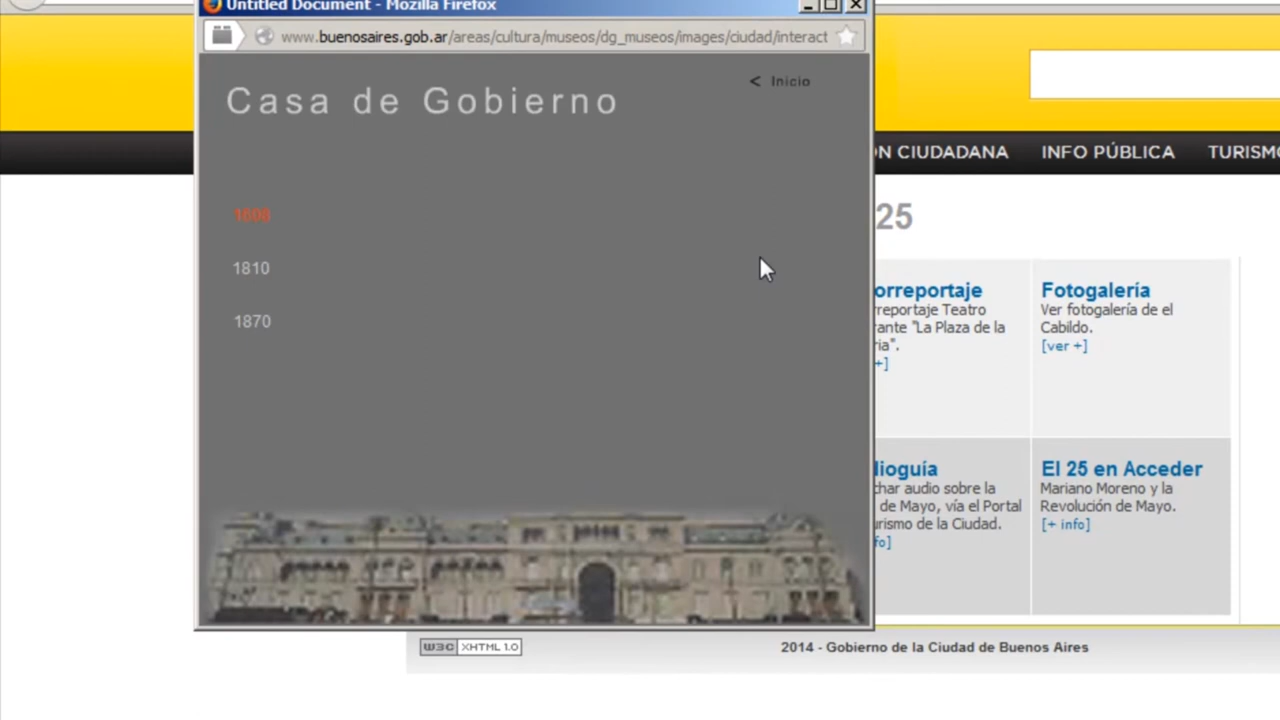 Untitled Document - Mozilla Firefox
www.buenosaires.gob.ar/areas/cultura/museos/dg_museos/images/ciudad/interact
< Inicio
Casa de Gobierno
1810
1870
N CIUDADANA
INFO PÚBLICA
TURISMO
25
orreportaje
rreportaje Teatro
rante "La Plaza de la
ria".
+]
Fotogalería
Ver fotogalería de el
Cabildo.
[ver +]
lioguía
char audio sobre la
de Mayo, vía el Portal
urismo de la Ciudad.
fo]
El 25 en Acceder
Mariano Moreno y la
Revolución de Mayo.
[+ info]
W3C XHTML 1.0
2014 - Gobierno de la Ciudad de Buenos Aires